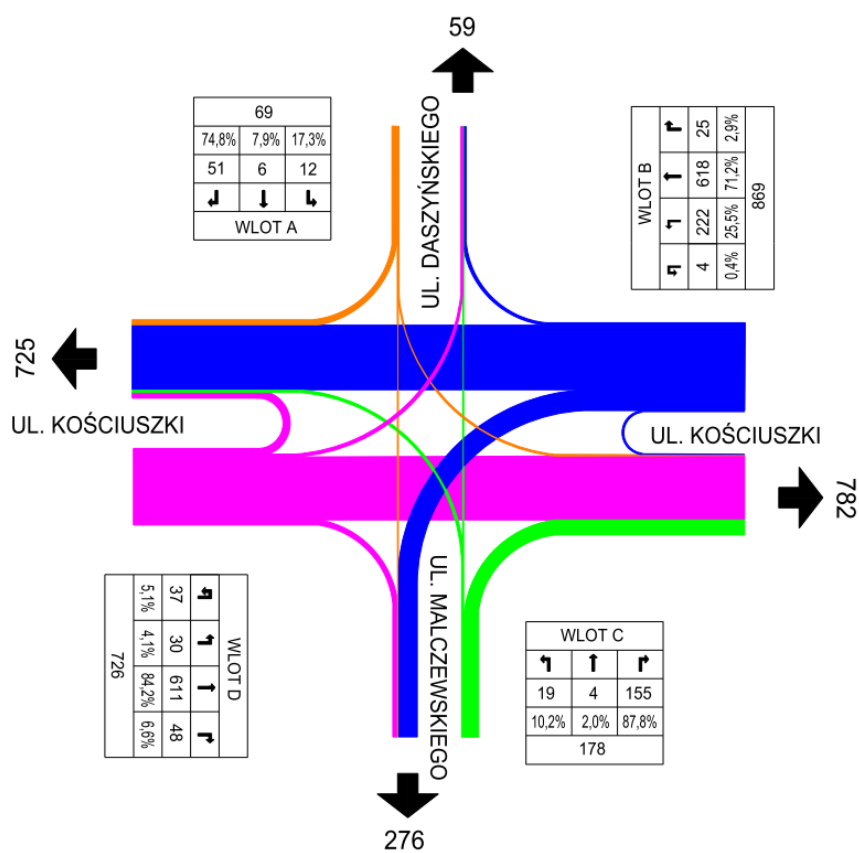 59
69
74,8% 7,9% 17,3%
51 6 12
WLOT A
UL. DASZYŃSKIEGO
WLOT B
25 618 222 4
2,9% 71,2% 25,5% 0,4%
869
725
UL. KOŚCIUSZKI
UL. KOŚCIUSZKI
782
WLOT D
37 30 611 48
5,1% 4,1% 84,2% 6,6%
726
UL. MALCZEWSKIEGO
WLOT C
19 4 155
10,2% 2,0% 87,8%
178
276